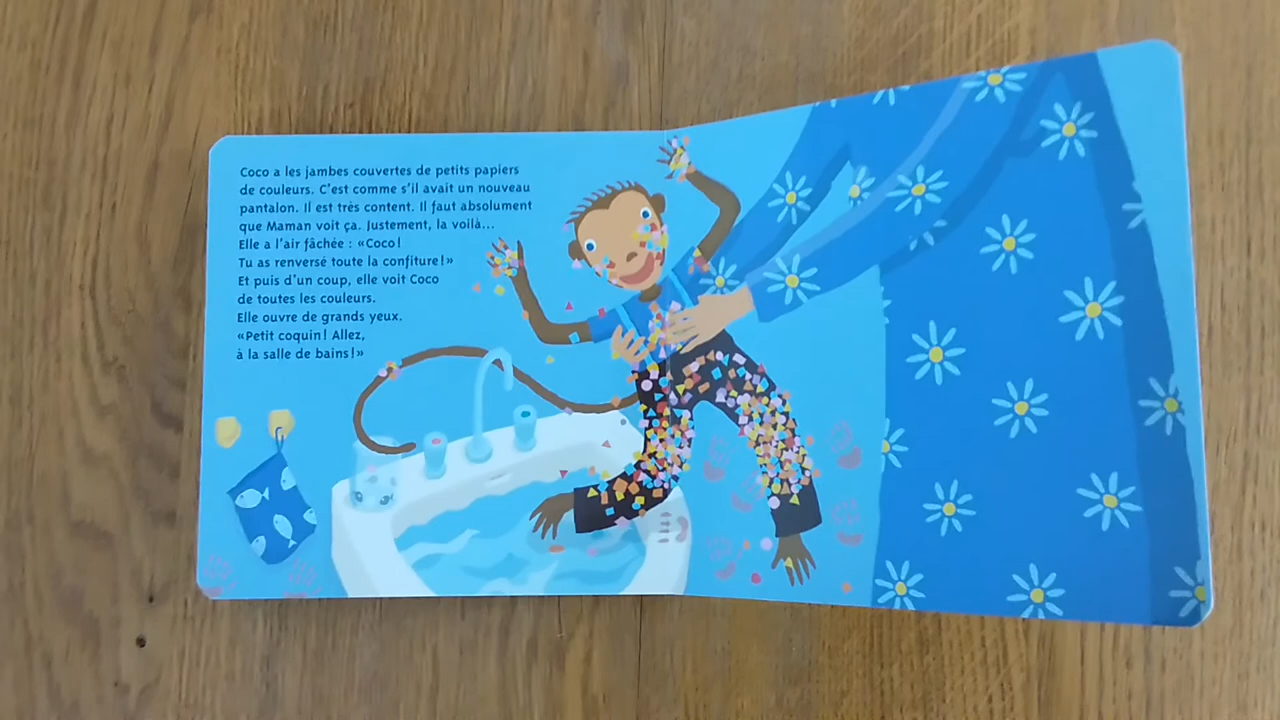 Coco a les jambes couvertes de petits papiers
de couleurs. C'est comme s'il avait un nouveau
pantalon. Il est très content. Il faut absolument
que Maman voit ça. Justement, la voilà...
Elle a l'air fâchée : «Coco!
Tu as renversé toute la confiture!»
Et puis d'un coup, elle voit Coco
de toutes les couleurs.
Elle ouvre de grands yeux.
«Petit coquin! Allez,
à la salle de bains!»